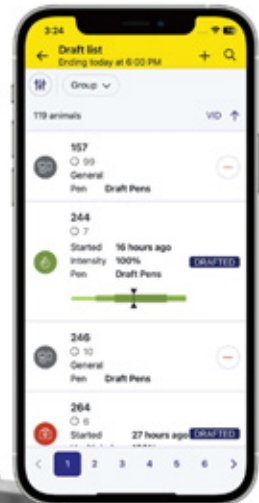 3:24
Draft list
Ending today at 6:00 PM
Group
119 animals VID
157
99
General
Pen Draft Pens
244
7
Started 16 hours ago
Intensity 100% DRAFTED
Pen Draft Pens
246
10
General
Pen Draft Pens
264
6
Started 27 hours ago DRAFTED
100%
1 2 3 4 5 6